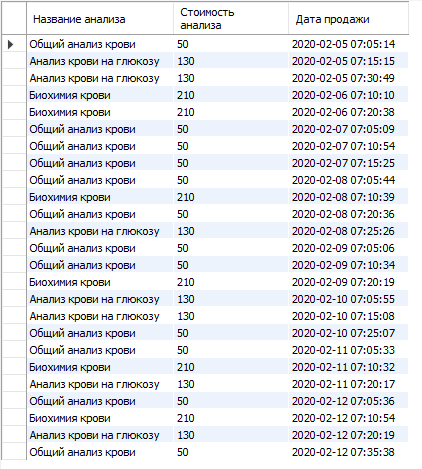 Название анализа Стоимость анализа Дата продажи
Общий анализ крови 50 2020-02-05 07:05:14
Анализ крови на глюкозу 130 2020-02-05 07:15:15
Анализ крови на глюкозу 130 2020-02-05 07:30:49
Биохимия крови 210 2020-02-06 07:10:10
Биохимия крови 210 2020-02-06 07:20:38
Общий анализ крови 50 2020-02-07 07:05:09
Общий анализ крови 50 2020-02-07 07:10:54
Общий анализ крови 50 2020-02-07 07:15:25
Общий анализ крови 50 2020-02-08 07:05:44
Биохимия крови 210 2020-02-08 07:10:39
Общий анализ крови 50 2020-02-08 07:20:36
Анализ крови на глюкозу 130 2020-02-08 07:25:26
Общий анализ крови 50 2020-02-09 07:05:06
Общий анализ крови 50 2020-02-09 07:10:34
Биохимия крови 210 2020-02-09 07:20:19
Анализ крови на глюкозу 130 2020-02-10 07:05:55
Анализ крови на глюкозу 130 2020-02-10 07:15:08
Общий анализ крови 50 2020-02-10 07:25:07
Общий анализ крови 50 2020-02-11 07:05:33
Биохимия крови 210 2020-02-11 07:10:32
Анализ крови на глюкозу 130 2020-02-11 07:20:17
Общий анализ крови 50 2020-02-12 07:05:36
Биохимия крови 210 2020-02-12 07:10:54
Анализ крови на глюкозу 130 2020-02-12 07:20:19
Общий анализ крови 50 2020-02-12 07:35:38